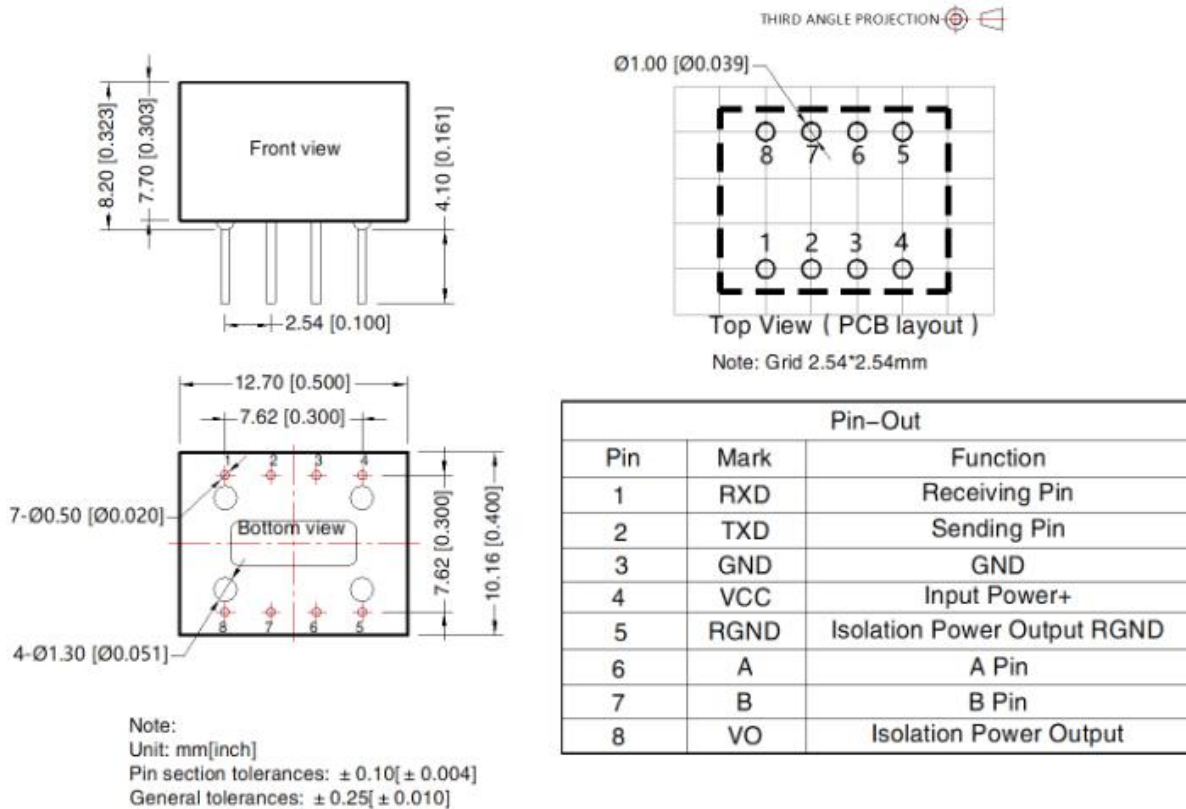 THIRD ANGLE PROJECTION
Ø1.00 [Ø0.039]
8.20 [0.323]
7.70 [0.303]
Front view
4.10 [0.161]
2.54 [0.100]
8 7 6 5
1 2 3 4
Top View ( PCB layout )
Note: Grid 2.54*2.54mm
12.70 [0.500]
7.62 [0.300]
1 2 3 4
7-Ø0.50 [Ø0.020]
Bottom view
7.62 [0.300]
10.16 [0.400]
8 7 6 5
4-Ø1.30 [Ø0.051]
Note:
Unit: mm[inch]
Pin section tolerances: ± 0.10[ ± 0.004]
General tolerances: ± 0.25[ ± 0.010]
Pin-Out
Pin Mark Function
1 RXD Receiving Pin
2 TXD Sending Pin
3 GND GND
4 VCC Input Power+
5 RGND Isolation Power Output RGND
6 A A Pin
7 B B Pin
8 VO Isolation Power Output